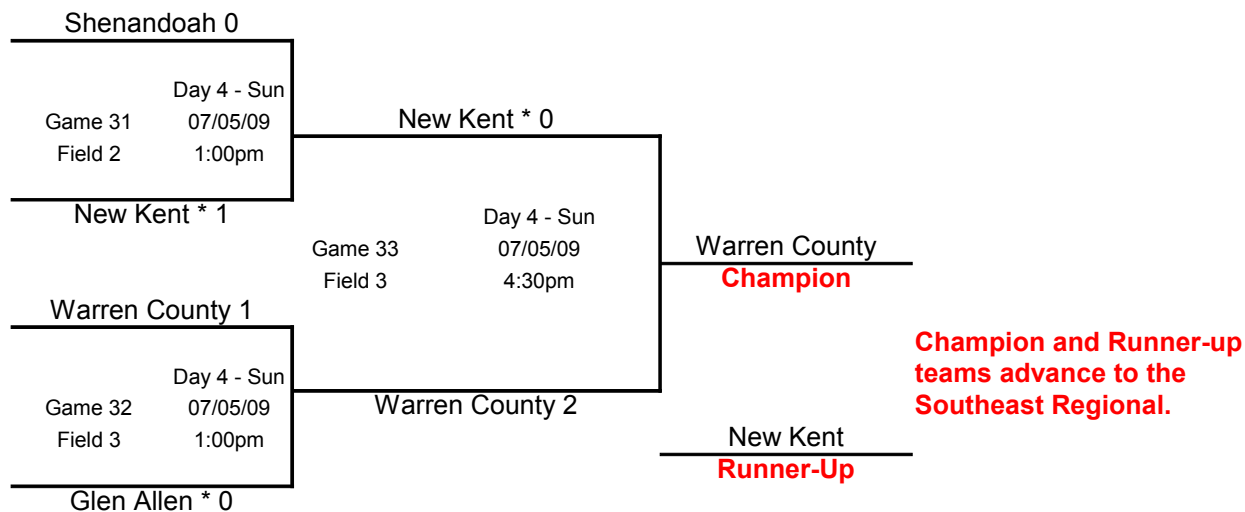 Shenandoah 0
Day 4 - Sun
Game 31 07/05/09
Field 2 1:00pm
New Kent * 1
New Kent * 0
Day 4 - Sun
Game 33 07/05/09
Field 3 4:30pm
Warren County
Champion
Warren County 1
Day 4 - Sun
Game 32 07/05/09
Field 3 1:00pm
Glen Allen * 0
Warren County 2
New Kent
Runner-Up
Champion and Runner-up
teams advance to the
Southeast Regional.